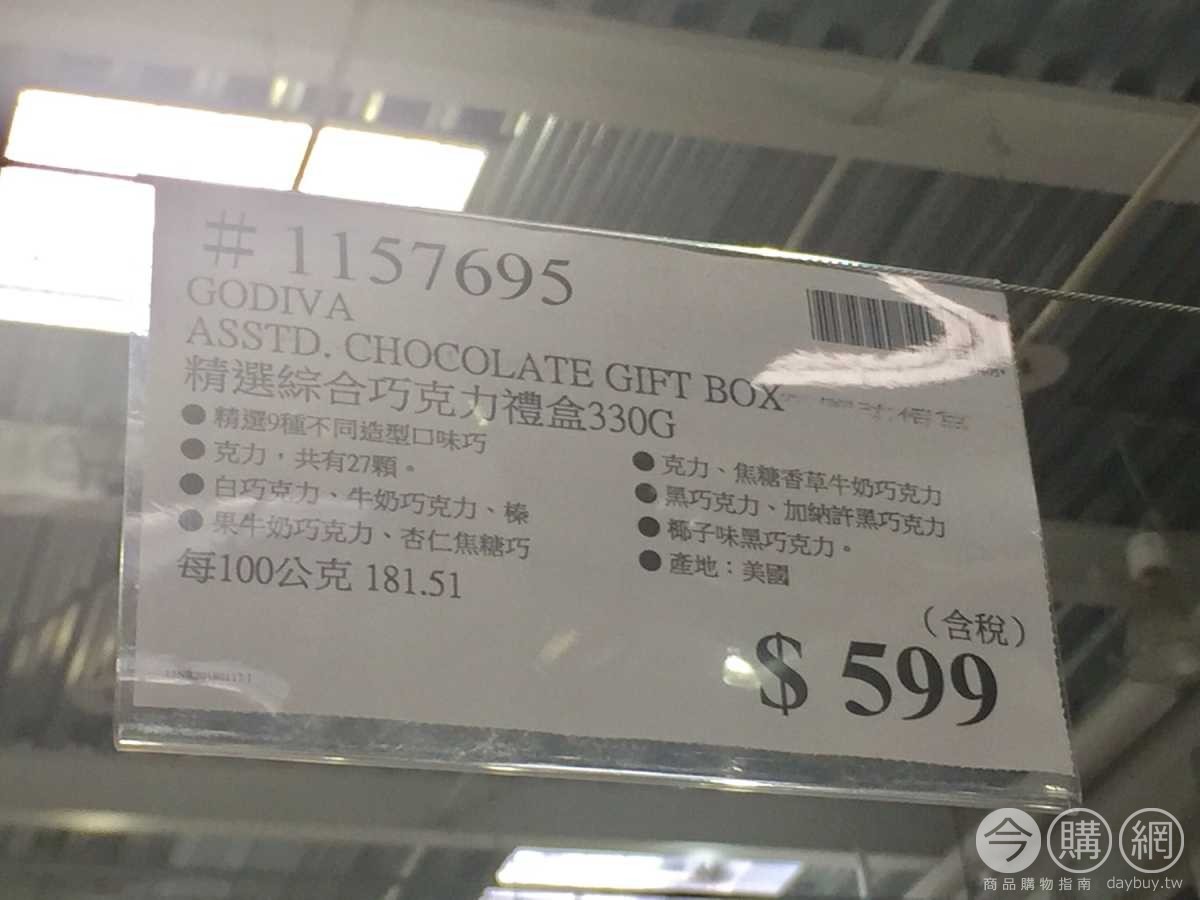 # 1157695
GODIVA
ASSTD. CHOCOLATE GIFT BOX
精選綜合巧克力禮盒330G
● 精選9種不同造型口味巧
● 克力，共有27顆。
● 白巧克力、牛奶巧克力、榛
● 果牛奶巧克力、杏仁焦糖巧
● 克力、焦糖香草牛奶巧克力
● 黑巧克力、加納許黑巧克力
● 椰子味黑巧克力。
● 產地：美國
每100公克 181.51
（含稅）
$ 599
今購網
商品購物指南 daybuy.tw